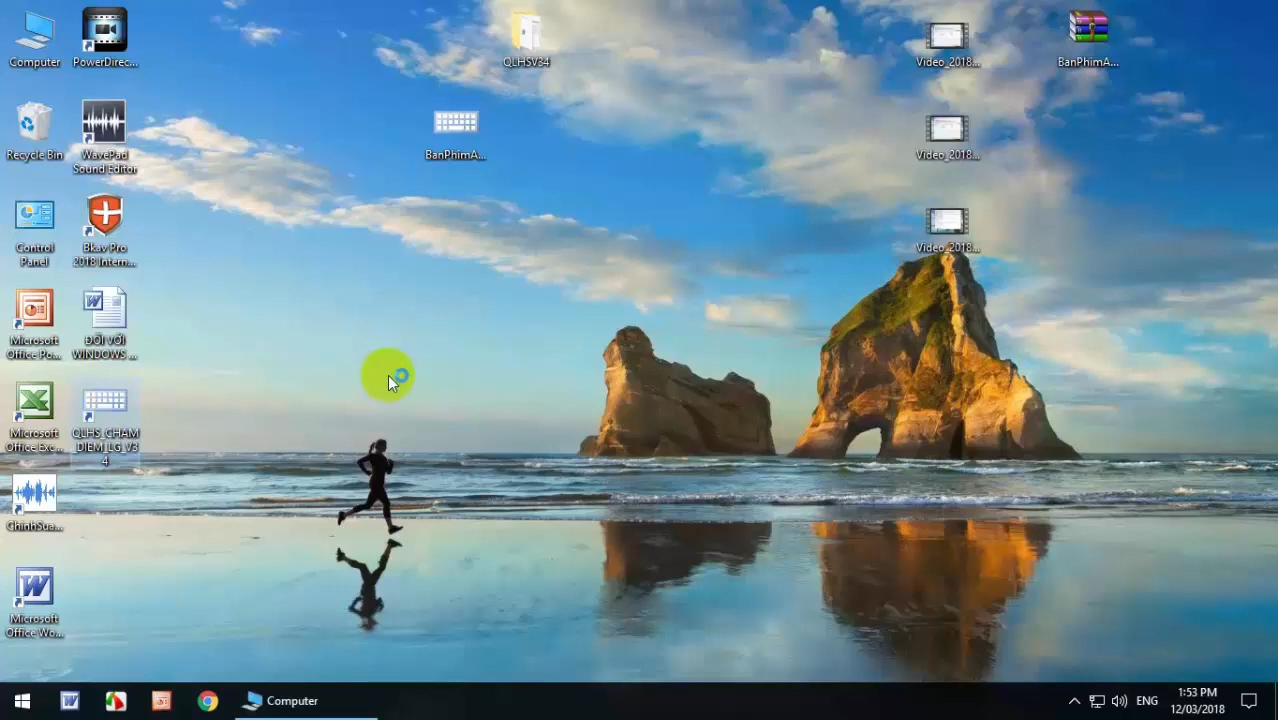 Computer
PowerDirec...
QLHSV34
Video_2018...
BanPhimA...
Recycle Bin
WavePad
Sound Editor
BanPhimA...
Video_2018...
Control
Panel
Bkav Pro
2018 Intern...
Video_2018...
Microsoft
Office Po...
ĐỐI VỚI
WINDOWS ...
Microsoft
Office Exc...
QLHS_CHAM
_DIEM_LG_V3
4
ChinhSua...
Microsoft
Office Wo...
Computer
ENG
1:53 PM
12/03/2018